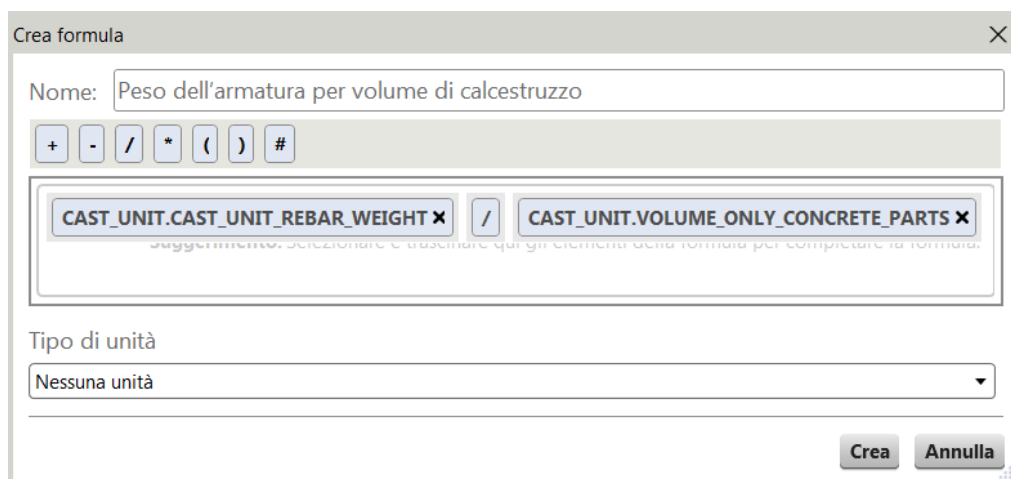 Crea formula
Nome: Peso dell'armatura per volume di calcestruzzo
+ - / * ( ) #
CAST_UNIT.CAST_UNIT_REBAR_WEIGHT × / CAST_UNIT.VOLUME_ONLY_CONCRETE_PARTS ×
Suggerimento: Selezionare e trascinare qui gli elementi della formula per completare la formula.
Tipo di unità
Nessuna unità
Crea Annulla